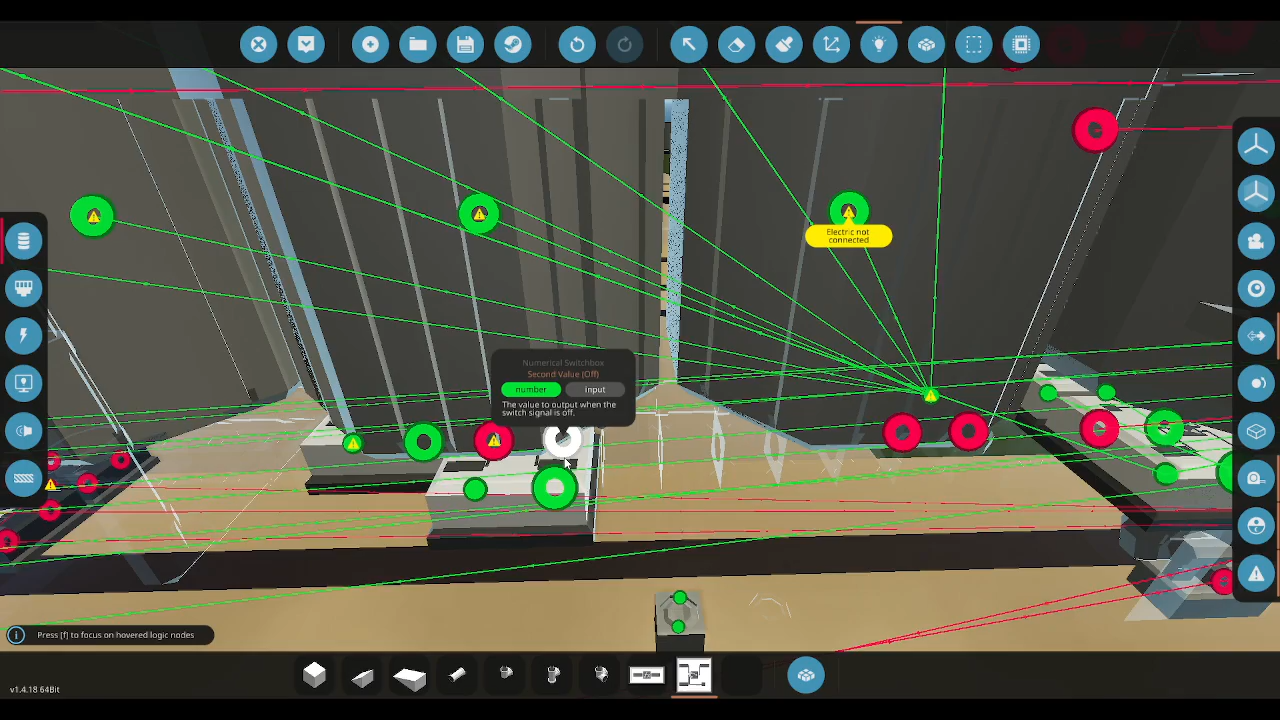 Electric not
connected
Numerical Switchbox
Second Value (Off)
number input
The value to output when the
switch signal is off.
Press [f] to focus on hovered logic nodes
v1.4.18 64Bit